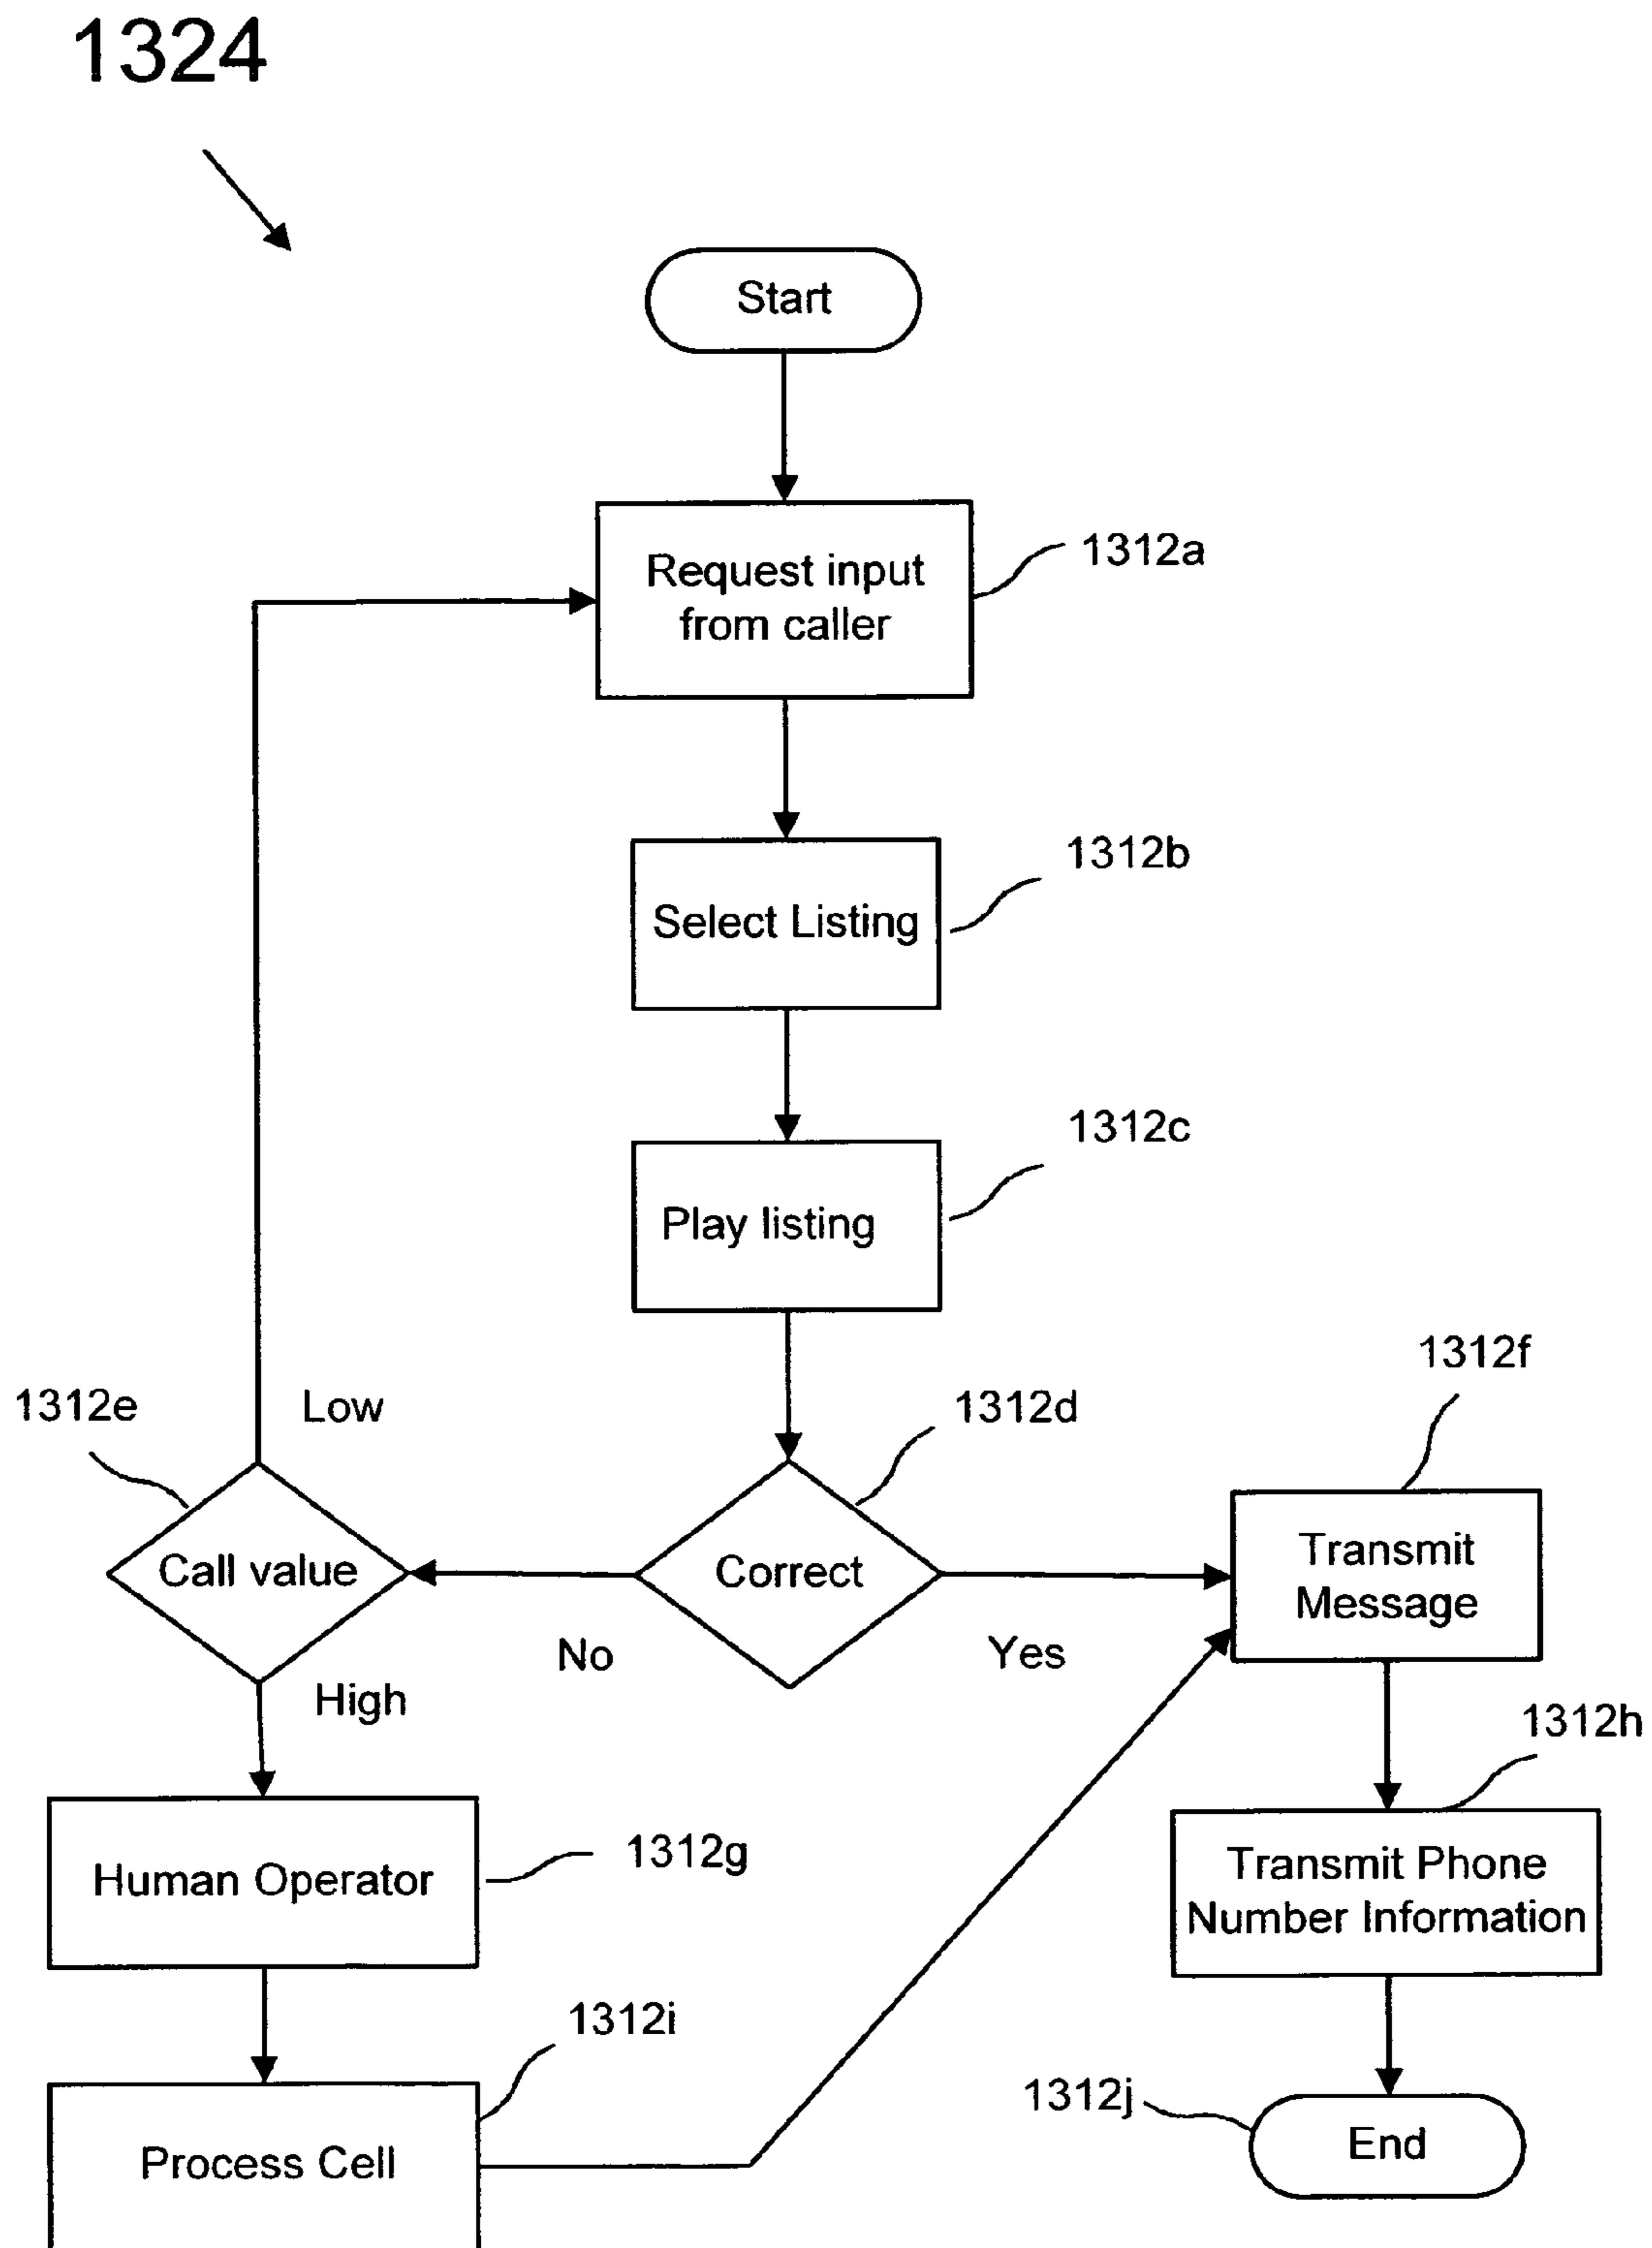 1324
Start
Request input
from caller
1312a
Select Listing
1312b
Play listing
1312c
1312e
Low
1312d
1312f
Call value
Correct
Transmit
Message
No
Yes
High
1312h
Human Operator
1312g
Transmit Phone
Number Information
1312i
Process Cell
1312j
End